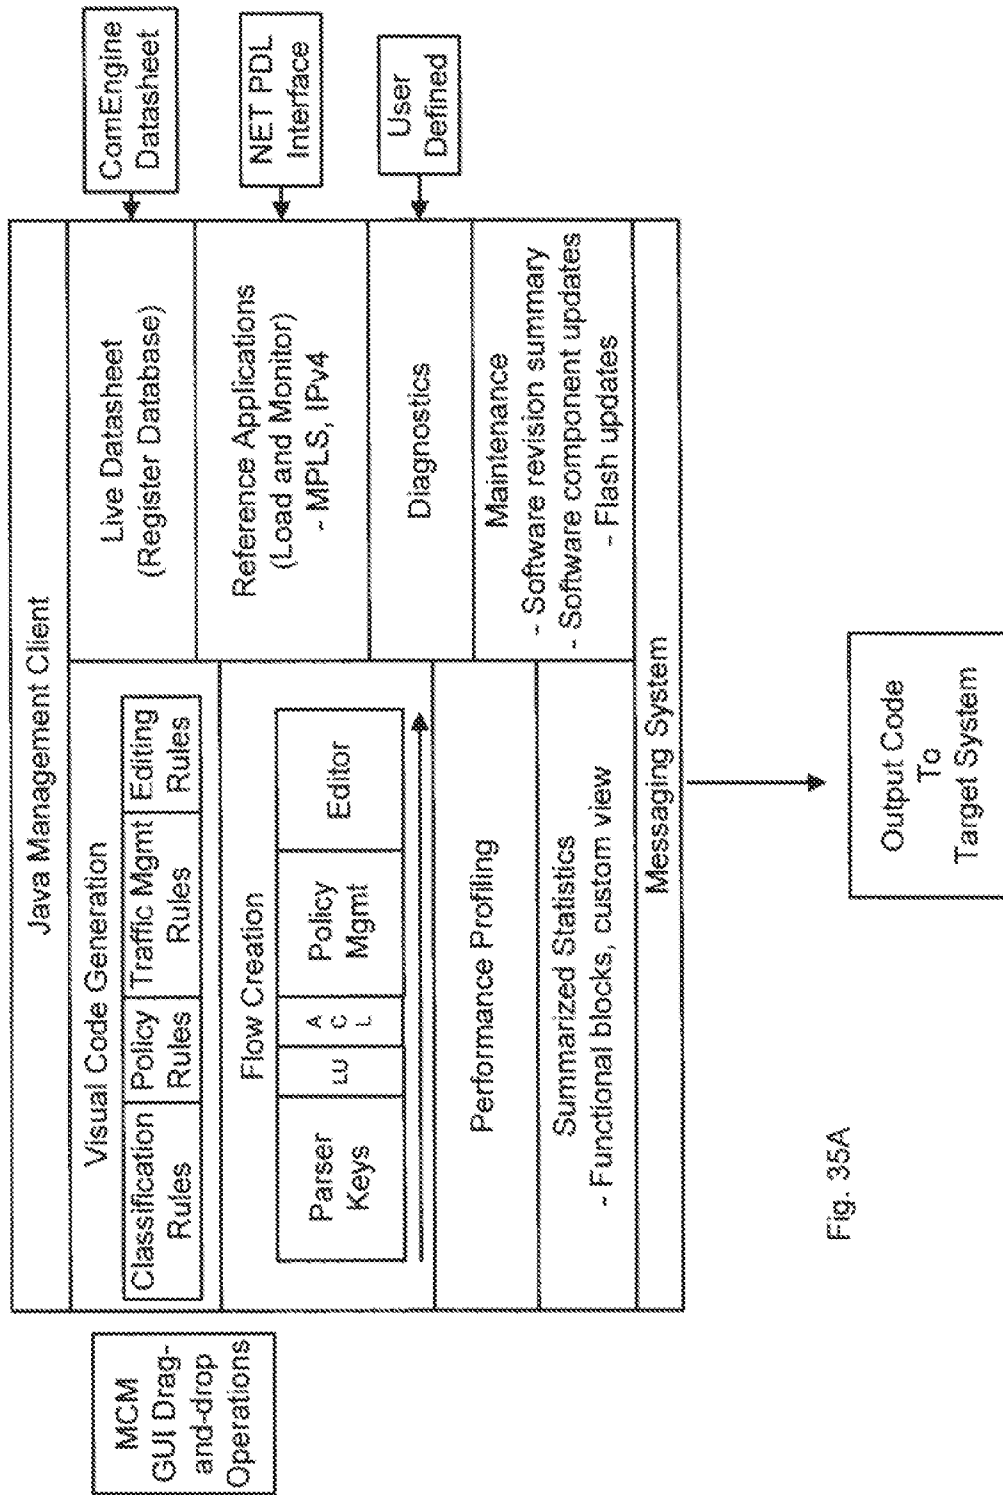 MCM
GUI Drag-
and-drop
Operations
Java Management Client
Visual Code Generation
Classification
Rules
Policy
Rules
Traffic Mgmt
Rules
Editing
Rules
Flow Creation
Parser
Keys
LU
A
C
L
Policy
Mgmt
Editor
Performance Profiling
Summarized Statistics
- Functional blocks, custom view
Live Datasheet
(Register Database)
Reference Applications
(Load and Monitor)
- MPLS, IPv4
Diagnostics
Maintenance
- Software revision summary
- Software component updates
- Flash updates
Messaging System
ComEngine
Datasheet
NET PDL
Interface
User
Defined
Output Code
To
Target System
Fig. 35A